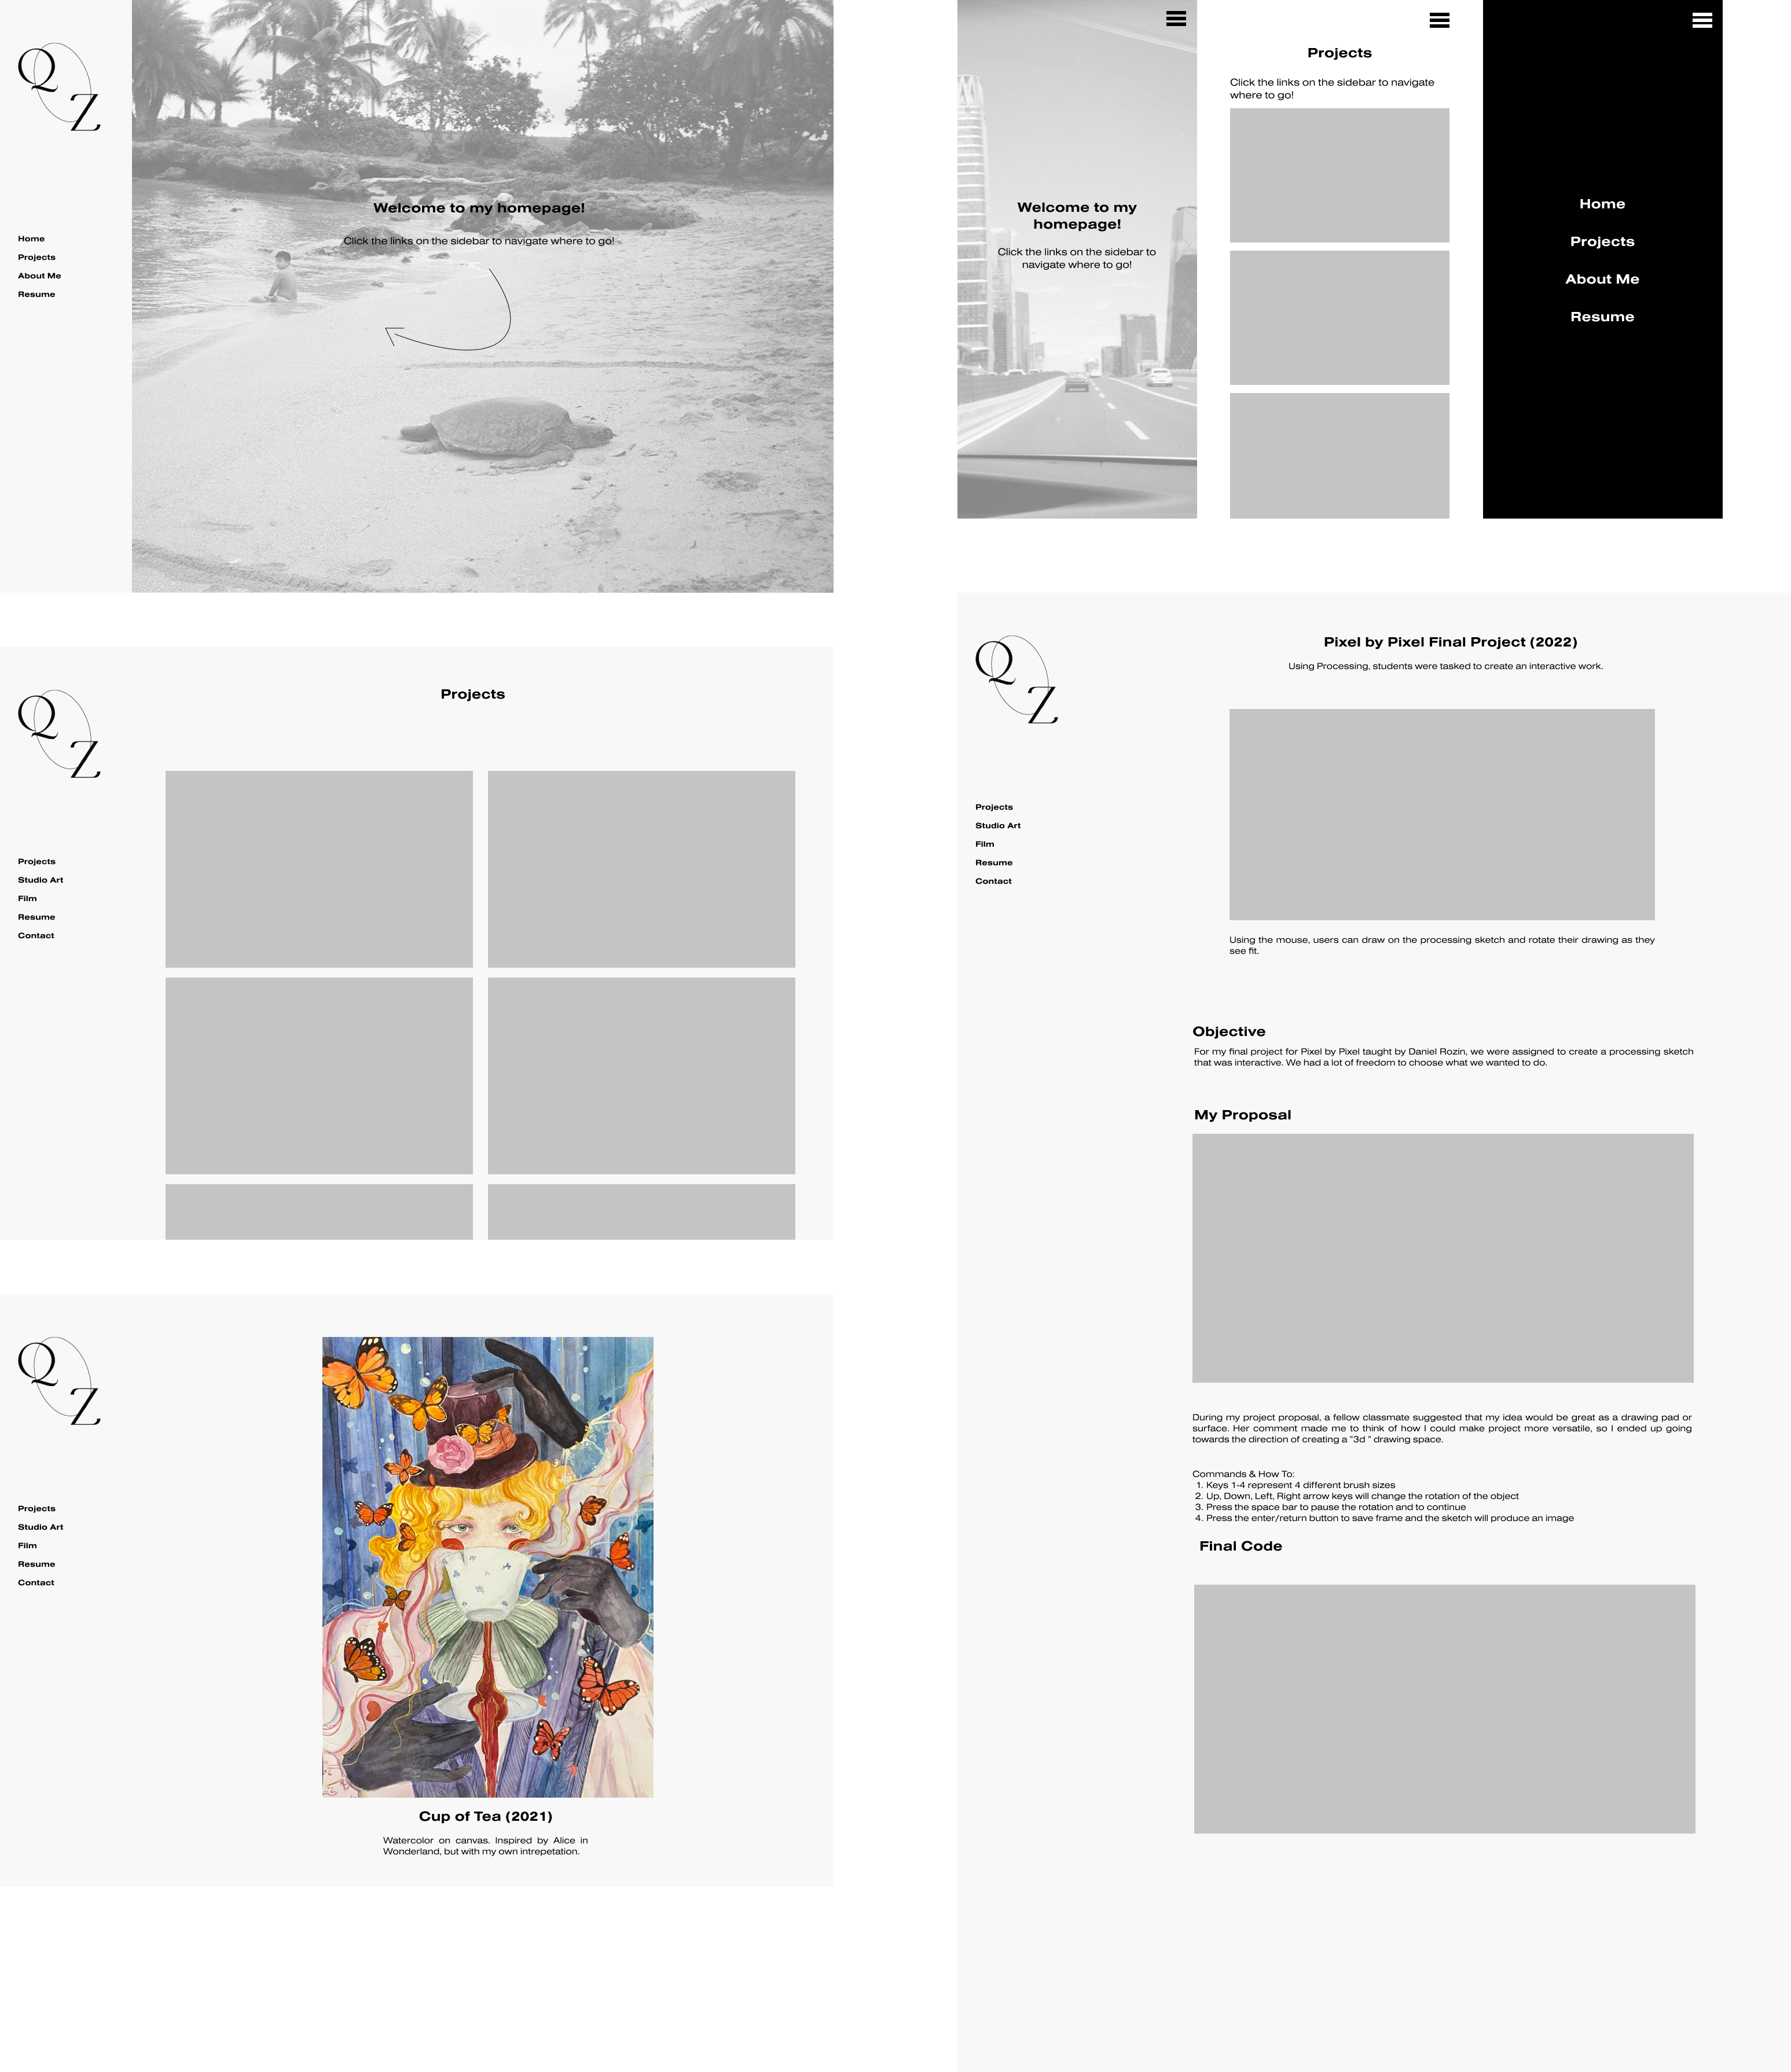 Q
Z
Home
Projects
About Me
Resume
Welcome to my homepage!
Click the links on the sidebar to navigate where to go!
Welcome to my
homepage!
Click the links on the sidebar to
navigate where to go!
Projects
Click the links on the sidebar to navigate
where to go!
Home
Projects
About Me
Resume
Q
Z
Projects
Studio Art
Film
Resume
Contact
Projects
Q
Z
Projects
Studio Art
Film
Resume
Contact
Pixel by Pixel Final Project (2022)
Using Processing, students were tasked to create an interactive work.
Using the mouse, users can draw on the processing sketch and rotate their drawing as they
see fit.
Objective
For my final project for Pixel by Pixel taught by Daniel Rozin, we were assigned to create a processing sketch
that was interactive. We had a lot of freedom to choose what we wanted to do.
My Proposal
During my project proposal, a fellow classmate suggested that my idea would be great as a drawing pad or
surface. Her comment made me to think of how I could make project more versatile, so I ended up going
towards the direction of creating a "3d " drawing space.
Commands & How To:
1. Keys 1-4 represent 4 different brush sizes
2. Up, Down, Left, Right arrow keys will change the rotation of the object
3. Press the space bar to pause the rotation and to continue
4. Press the enter/return button to save frame and the sketch will produce an image
Final Code
Q
Z
Projects
Studio Art
Film
Resume
Contact
Cup of Tea (2021)
Watercolor on canvas. Inspired by Alice in
Wonderland, but with my own intrepetation.